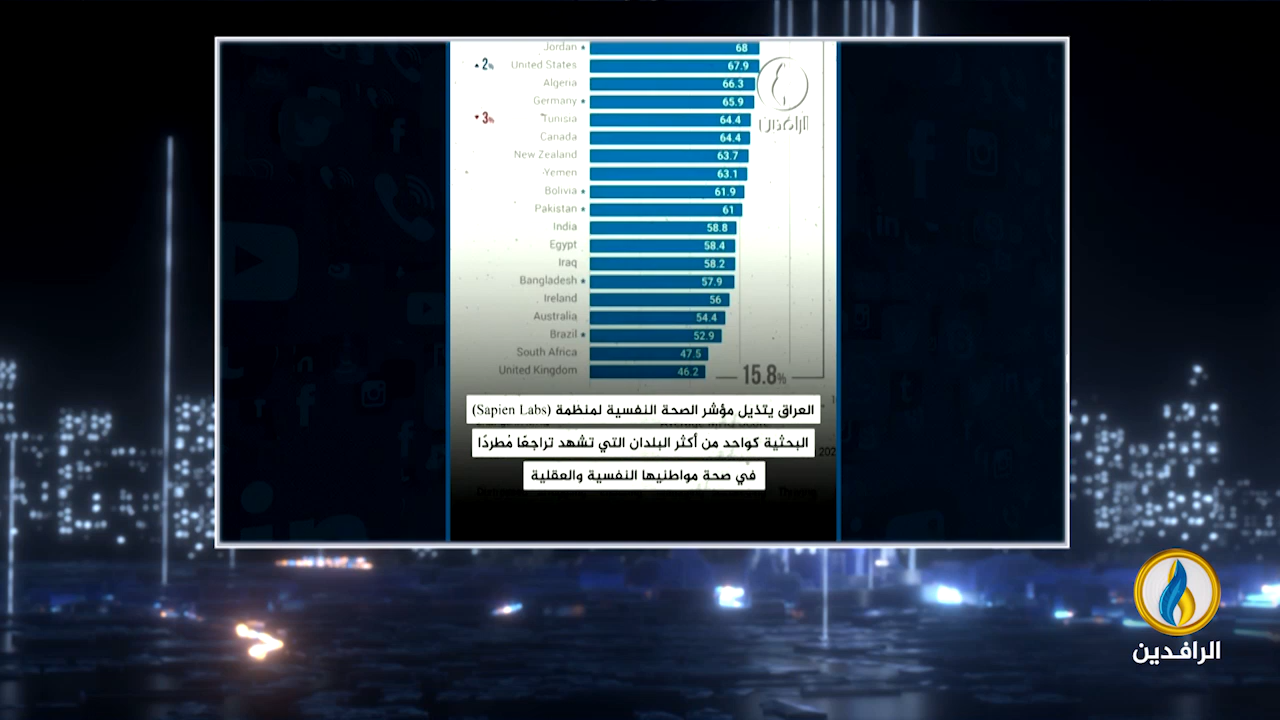 Jordan * 68
▲ 2% United States 67.9
Algeria 66.3
Germany * 65.9
▼ 3% Tunisia 64.4
Canada 64.4
New Zealand 63.7
Yemen 63.1
Bolivia * 61.9
Pakistan * 61
India 58.8
Egypt 58.4
Iraq 58.2
Bangladesh * 57.9
Ireland 56
Australia 54.4
Brazil * 52.9
South Africa 47.5
United Kingdom 46.2
15.8%
الرافدين
العراق يتذيل مؤشر الصحة النفسية لمنظمة (Sapien Labs)
البحثية كواحد من أكثر البلدان التي تشهد تراجعًا مُطردًا
في صحة مواطنيها النفسية والعقلية
الرافدين